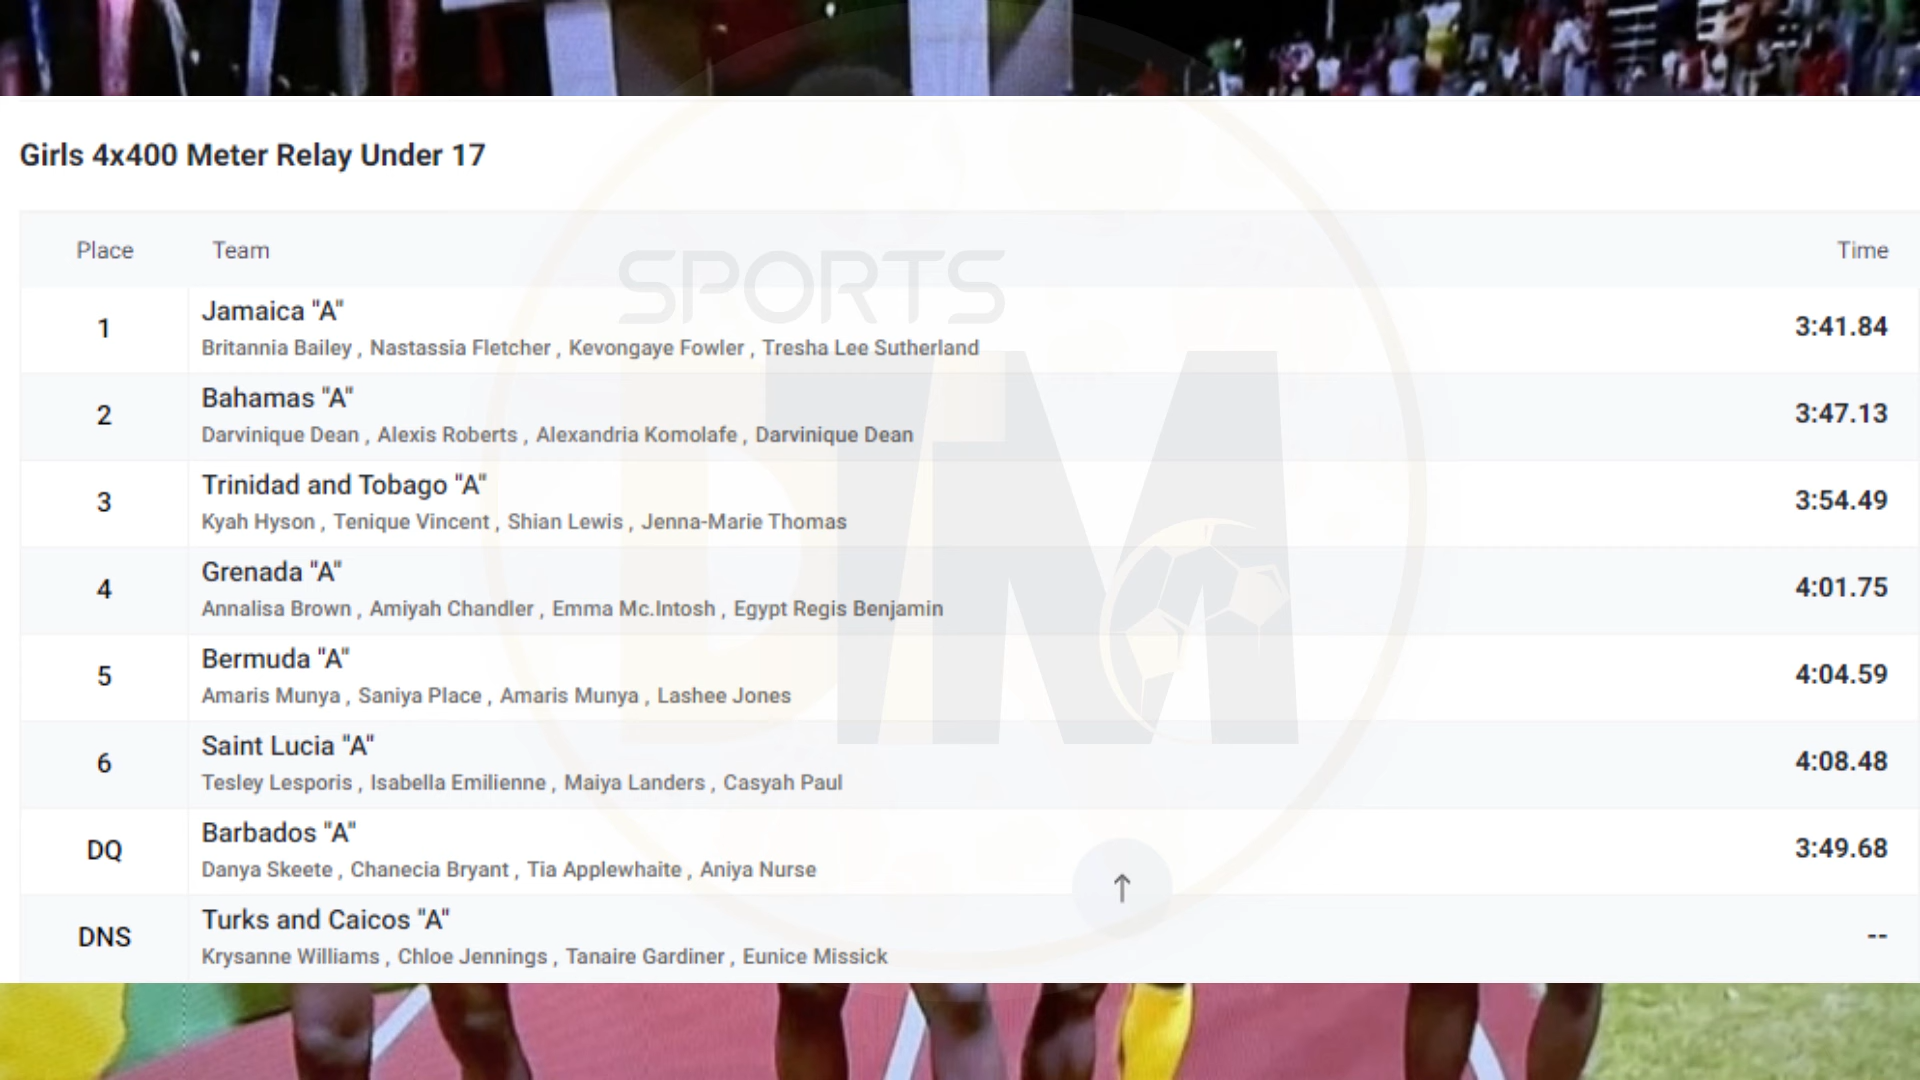 Girls 4x400 Meter Relay Under 17
Place Team Time
1 Jamaica "A" 3:41.84
Britannia Bailey , Nastassia Fletcher , Kevongaye Fowler , Tresha Lee Sutherland
2 Bahamas "A" 3:47.13
Darvinique Dean , Alexis Roberts , Alexandria Komolafe , Darvinique Dean
3 Trinidad and Tobago "A" 3:54.49
Kyah Hyson , Tenique Vincent , Shian Lewis , Jenna-Marie Thomas
4 Grenada "A" 4:01.75
Annalisa Brown , Amiyah Chandler , Emma Mc.Intosh , Egypt Regis Benjamin
5 Bermuda "A" 4:04.59
Amaris Munya , Saniya Place , Amaris Munya , Lashee Jones
6 Saint Lucia "A" 4:08.48
Tesley Lesporis , Isabella Emilienne , Maiya Landers , Casyah Paul
DQ Barbados "A" 3:49.68
Danya Skeete , Chanecia Bryant , Tia Applewhaite , Aniya Nurse
DNS Turks and Caicos "A" --
Krysanne Williams , Chloe Jennings , Tanaire Gardiner , Eunice Missick
SPORTS
DTM